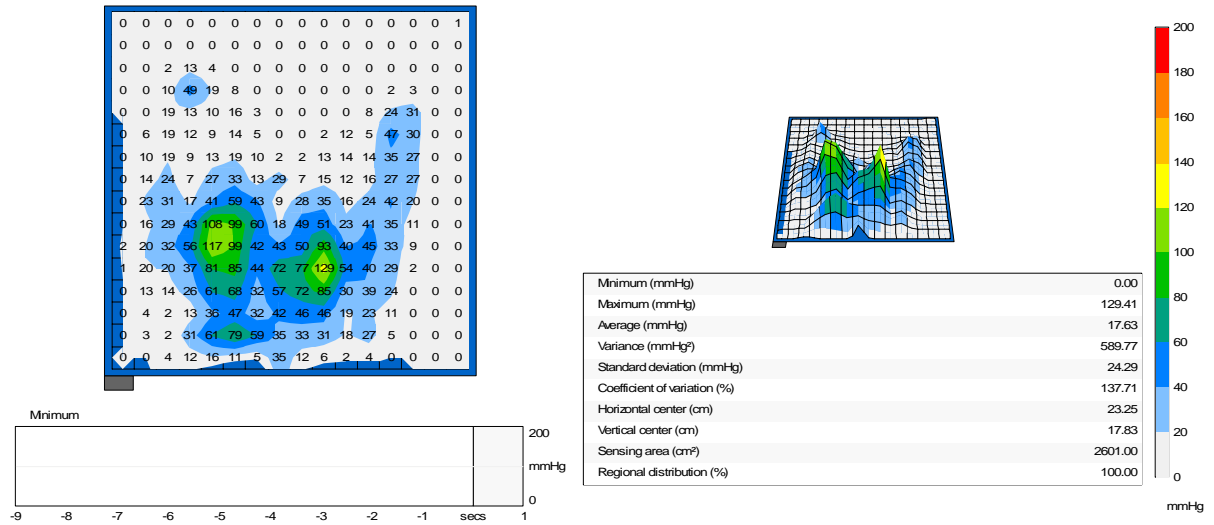 0 0 0 0 0 0 0 0 0 0 0 0 0 0 0 1
0 0 0 0 0 0 0 0 0 0 0 0 0 0 0 0
0 0 2 13 4 0 0 0 0 0 0 0 0 0 0 0
0 0 10 49 19 8 0 0 0 0 0 0 2 3 0 0
0 0 19 13 10 16 3 0 0 0 0 8 24 31 0 0
0 6 19 12 9 14 5 0 0 2 12 5 47 30 0 0
0 10 19 9 13 19 10 2 2 13 14 14 35 27 0 0
0 14 24 7 27 33 13 29 7 15 12 16 27 27 0 0
0 23 31 17 41 59 43 9 28 35 16 24 42 20 0 0
0 16 29 43 108 99 60 18 49 51 23 41 35 11 0 0
2 20 32 56 117 99 42 43 50 93 40 45 33 9 0 0
1 20 20 37 81 85 44 72 77 129 54 40 29 2 0 0
0 13 14 26 61 68 32 57 72 85 30 39 24 0 0 0
0 4 2 13 36 47 32 42 46 46 19 23 11 0 0 0
0 3 2 31 61 79 59 35 33 31 18 27 5 0 0 0
0 0 4 12 16 11 5 35 12 6 2 4 0 0 0 0
Minimum
200
mmHg
0
-9 -8 -7 -6 -5 -4 -3 -2 -1 secs 1
Minimum (mmHg) 0.00
Maximum (mmHg) 129.41
Average (mmHg) 17.63
Variance (mmHg²) 589.77
Standard deviation (mmHg) 24.29
Coefficient of variation (%) 137.71
Horizontal center (cm) 23.25
Vertical center (cm) 17.83
Sensing area (cm²) 2601.00
Regional distribution (%) 100.00
200
180
160
140
120
100
80
60
40
20
0
mmHg